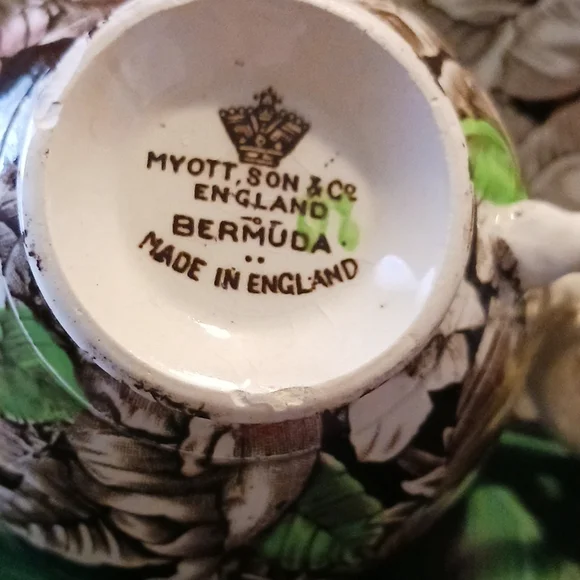 MYOTT, SON & Co
ENGLAND
BERMUDA
MADE IN ENGLAND